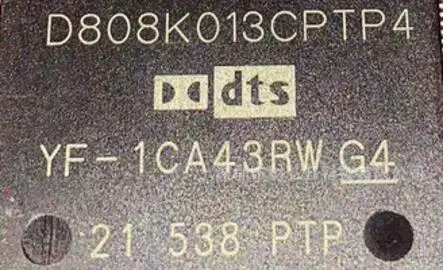 D808K013CPTP4
dts
YF-1CA43RW G4
21 538 PTP